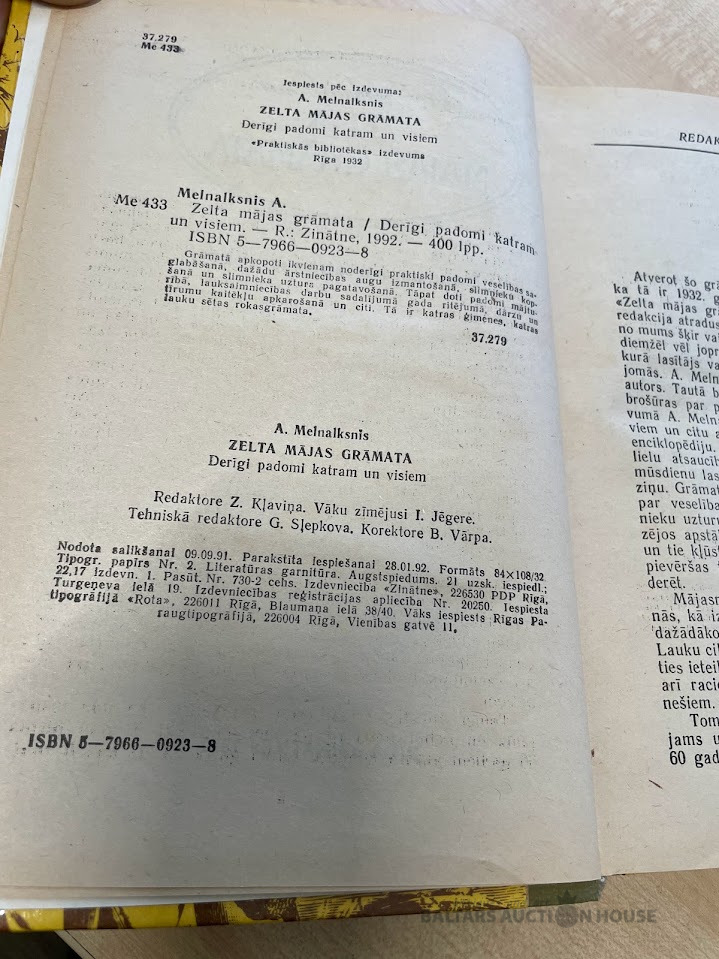 37.279
Me 433
Iespiests pēc izdevuma:
A. Melnalksnis
ZELTA MĀJAS GRĀMATA
Derīgi padomi katram un visiem
«Praktiskās bibliotēkas» izdevums
Rīga 1932
Melnalksnis A.
Me 433 Zelta mājas grāmata / Derīgi padomi katram
un visiem. — R.: Zinātne, 1992. — 400 lpp.
ISBN 5—7966—0923—8
Grāmatā apkopoti ikvienam noderīgi praktiski padomi veselības sa-
glabāšanā, dažādu ārstniecības augu izmantošanā, slimnieku kop-
šanā un slimnieka uztura pagatavošanā. Tāpat doti padomi mājtu-
rībā, lauksaimniecības darbu sadalījumā gada ritējumā, dārzu un
tīrumu kaitēkļu apkarošanā un citi. Tā ir katras ģimenes, katras
lauku sētas rokasgrāmata.
37.279
A. Melnalksnis
ZELTA MĀJAS GRĀMATA
Derīgi padomi katram un visiem
Redaktore Z. Kļaviņa. Vāku zīmējusi I. Jēgere.
Tehniskā redaktore G. Sļepkova. Korektore B. Vārpa.
Nodota salikšanai 09.09.91. Parakstīta iespiešanai 28.01.92. Formāts 84×108/32.
Tipogr. papīrs Nr. 2. Literatūras garnitūra. Augstspiedums. 21 uzsk. iespiedl.;
22,17 izdevn. 1. Pasūt. Nr. 730-2 cehs. Izdevniecība «Zinātne», 226530 PDP Rīgā,
Turgeņeva ielā 19. Izdevniecības reģistrācijas apliecība Nr. 20250. Iespiesta
tipogrāfijā «Rota», 226011 Rīgā, Blaumaņa ielā 38/40. Vāks iespiests Rīgas Pa-
raugtipogrāfijā, 226004 Rīgā, Vienības gatvē 11.
ISBN 5—7966—0923—8
REDAK
Atverot šo grā
ka tā ir 1932. g
«Zelta mājas grā
redakcija atradus
no mums šķir vai
diemžēl vēl jopr
kurā lasītājs va
jomās. A. Meln
autors. Tautā b
brošūras par p
vumā A. Melna
viem un citu a
enciklopēdiju.
lielu atsaucīb
mūsdienu las
ziņu. Grāmat
par veselība
nieku uzturu
zējos apstāk
un tie kļūs
pievēršas t
derēt.
Mājasm
nās, kā iz
dažādāko
Lauku cil
ties ieteik
arī racio
nešiem.
Tom
jams u
60 gad
BALTARS AUCTION HOUSE